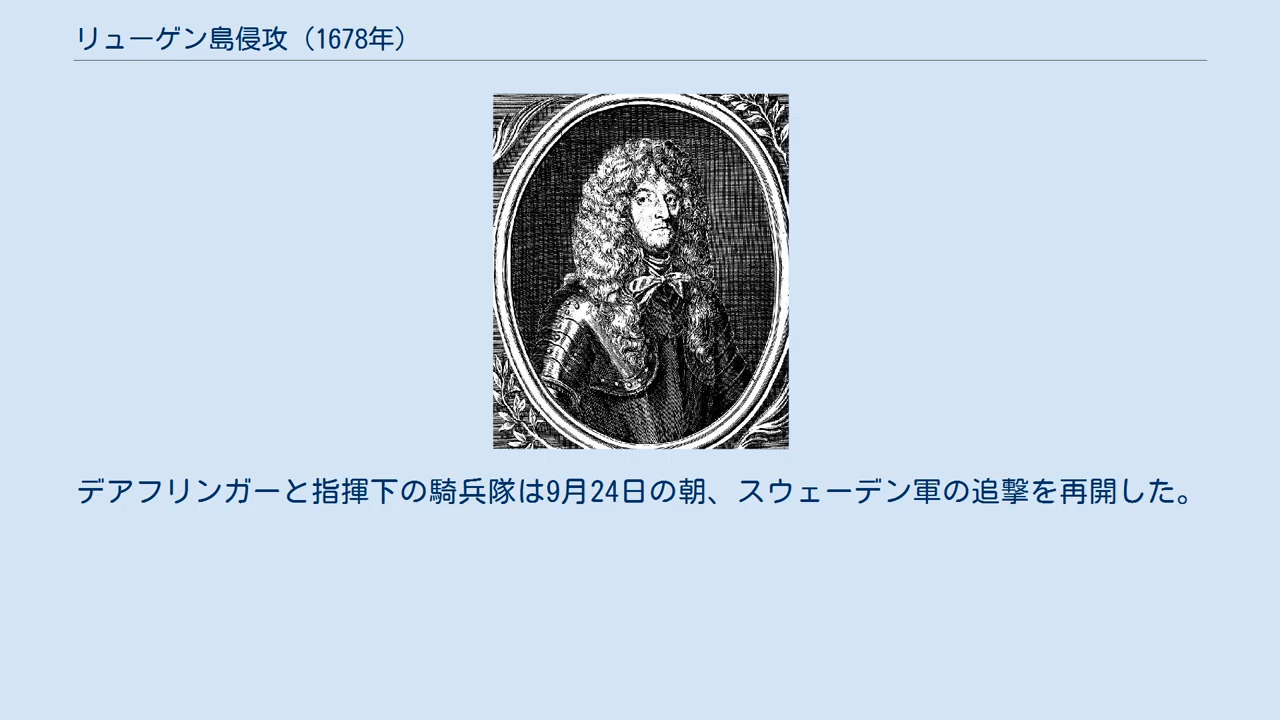 リューゲン島侵攻（1678年）
デアフリンガーと指揮下の騎兵隊は9月24日の朝、スウェーデン軍の追撃を再開した。